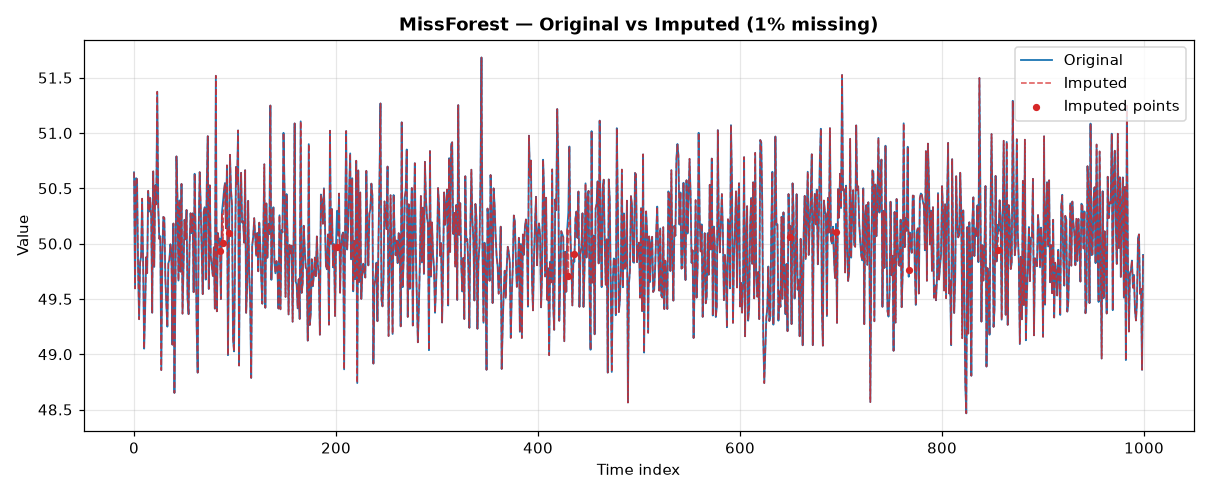 MissForest — Original vs Imputed (1% missing)
Original
Imputed
Imputed points
51.5
51.0
50.5
50.0
49.5
49.0
48.5
Value
0 200 400 600 800 1000
Time index